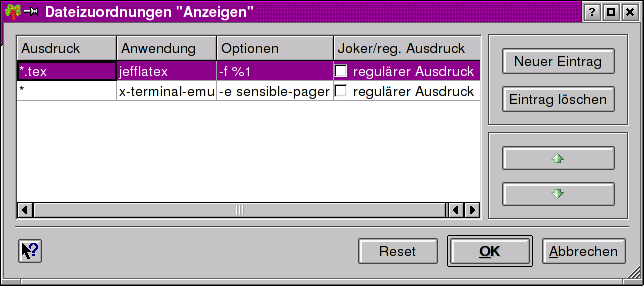 Dateizuordnungen "Anzeigen"
Ausdruck Anwendung Optionen Joker/reg. Ausdruck
*.tex jefflatex -f %1 regulärer Ausdruck
* x-terminal-emu -e sensible-pager regulärer Ausdruck
Neuer Eintrag
Eintrag löschen
Reset OK Abbrechen